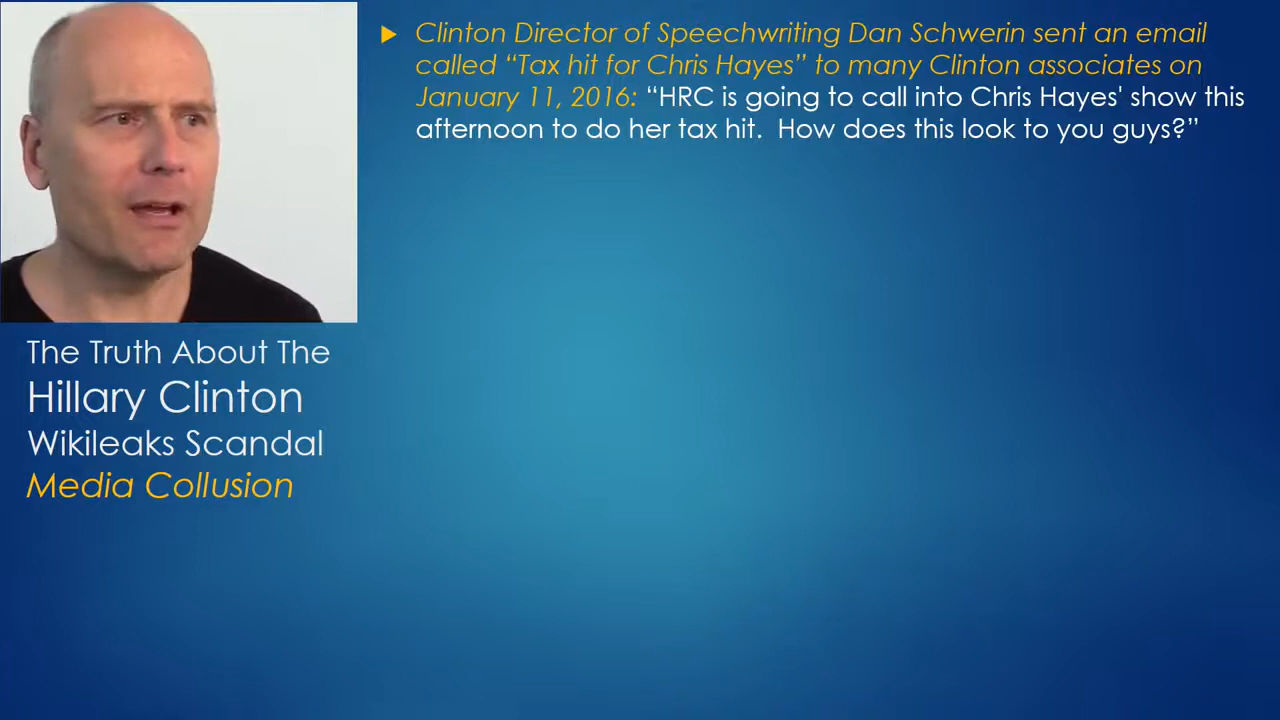 Clinton Director of Speechwriting Dan Schwerin sent an email
called “Tax hit for Chris Hayes” to many Clinton associates on
January 11, 2016: “HRC is going to call into Chris Hayes' show this
afternoon to do her tax hit.  How does this look to you guys?”
The Truth About The
Hillary Clinton
Wikileaks Scandal
Media Collusion